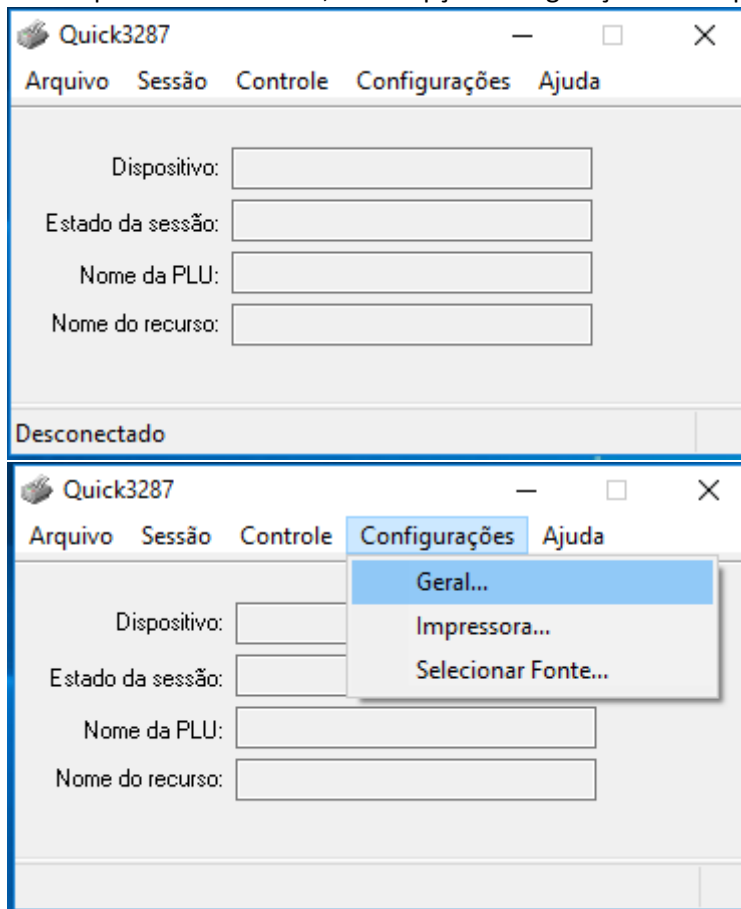 Quick3287
Arquivo Sessão Controle Configurações Ajuda
Dispositivo:
Estado da sessão:
Nome da PLU:
Nome do recurso:
Desconectado
Quick3287
Arquivo Sessão Controle Configurações Ajuda
Geral...
Dispositivo:
Impressora...
Estado da sessão:
Selecionar Fonte...
Nome da PLU:
Nome do recurso: